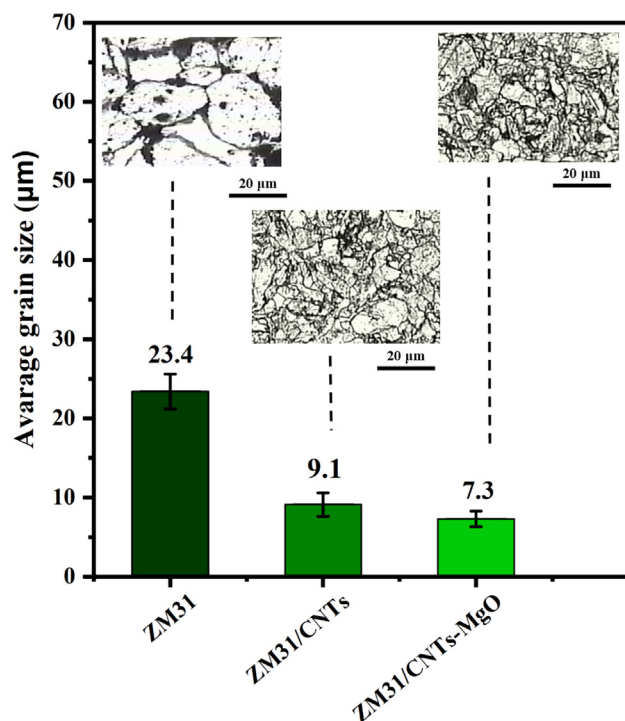 Avarage grain size (μm)
70
60
50
40
30
20
10
0
20 μm
20 μm
20 μm
23.4
9.1
7.3
ZM31
ZM31/CNTs
ZM31/CNTs-MgO